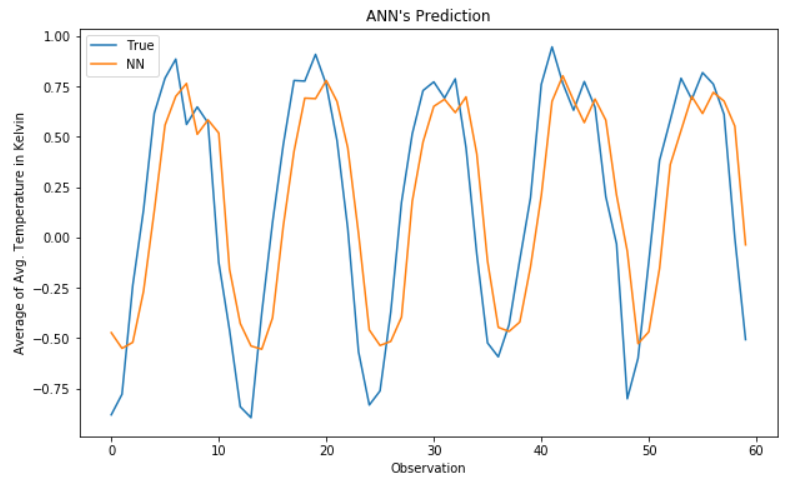 ANN's Prediction
True
NN
1.00
0.75
0.50
0.25
0.00
−0.25
−0.50
−0.75
Average of Avg. Temperature in Kelvin
0 10 20 30 40 50 60
Observation